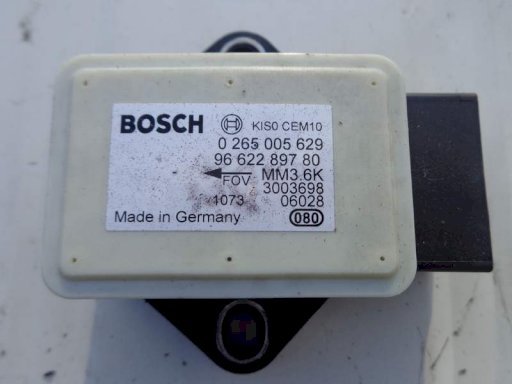 BOSCH KIS0 CEM10
0 265 005 629
96 622 897 80
FOV MM3.6K
3003698
1073 06028
Made in Germany 080